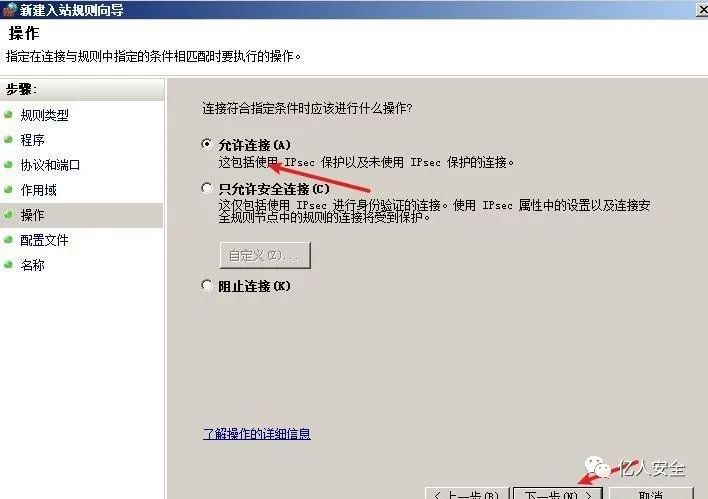 新建入站规则向导
操作
指定在连接与规则中指定的条件相匹配时要执行的操作。
步骤:
规则类型
程序
协议和端口
作用域
操作
配置文件
名称
连接符合指定条件时应该进行什么操作?
允许连接(A)
这包括使用 IPsec 保护以及未使用 IPsec 保护的连接。
只允许安全连接(C)
这仅包括使用 IPsec 进行身份验证的连接。使用 IPsec 属性中的设置以及连接安
全规则节点中的规则的连接将受到保护。
自定义(Z)...
阻止连接(K)
了解操作的详细信息
亿人安全
< 上一步(B)
下一步(N) >
取消